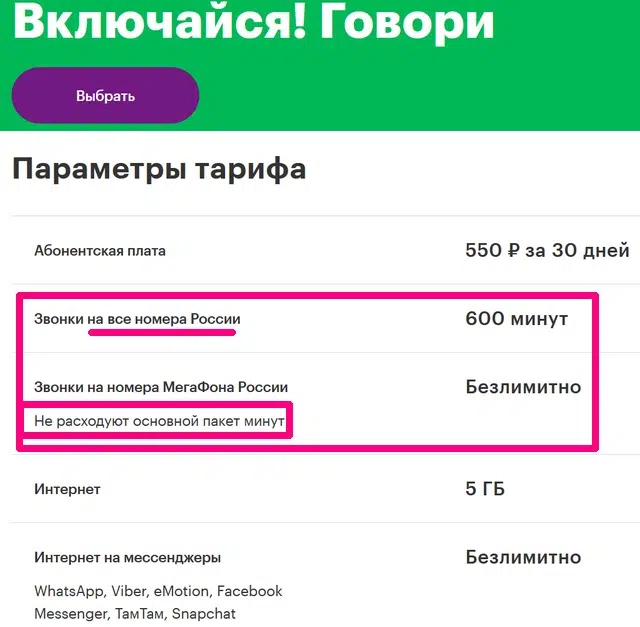 Включайся! Говори
Выбрать
Параметры тарифа
Абонентская плата 550 ₽ за 30 дней
Звонки на все номера России 600 минут
Звонки на номера МегаФона России Безлимитно
Не расходуют основной пакет минут
Интернет 5 ГБ
Интернет на мессенджеры Безлимитно
WhatsApp, Viber, eMotion, Facebook
Messenger, ТамТам, Snapchat